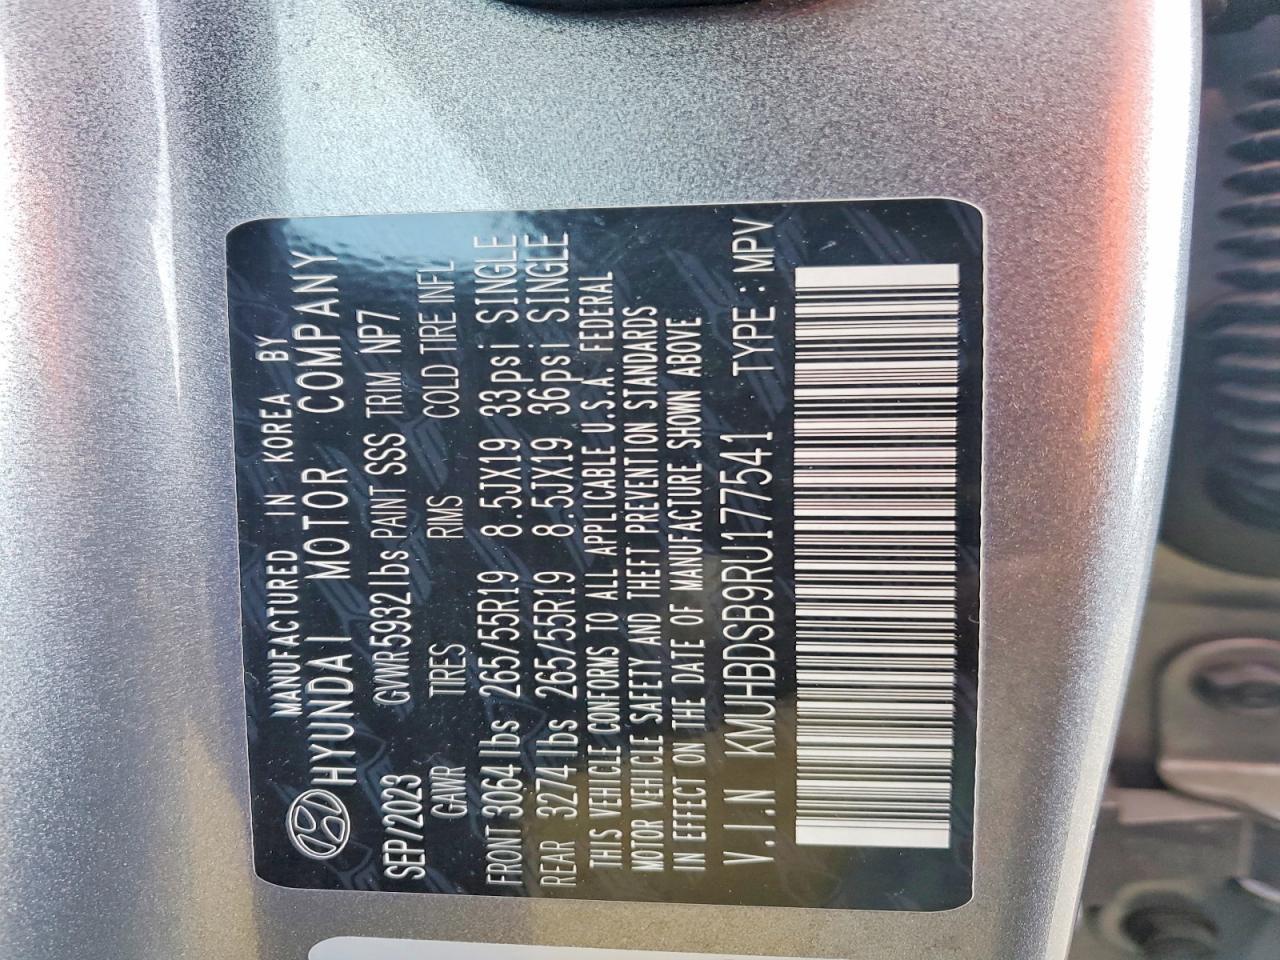 MANUFACTURED IN KOREA BY
HYUNDAI MOTOR COMPANY
SEP/2023 GVWR 5932lbs PAINT SSS TRIM NP7
GAWR TIRES RIMS COLD TIRE INFL
FRONT 3064lbs 265/55R19 8.5JX19 33psi SINGLE
REAR 3274lbs 265/55R19 8.5JX19 36psi SINGLE
THIS VEHICLE CONFORMS TO ALL APPLICABLE U.S.A. FEDERAL
MOTOR VEHICLE SAFETY AND THEFT PREVENTION STANDARDS
IN EFFECT ON THE DATE OF MANUFACTURE SHOWN ABOVE
V.I.N KMUHBDSB9RU177541 TYPE : MPV